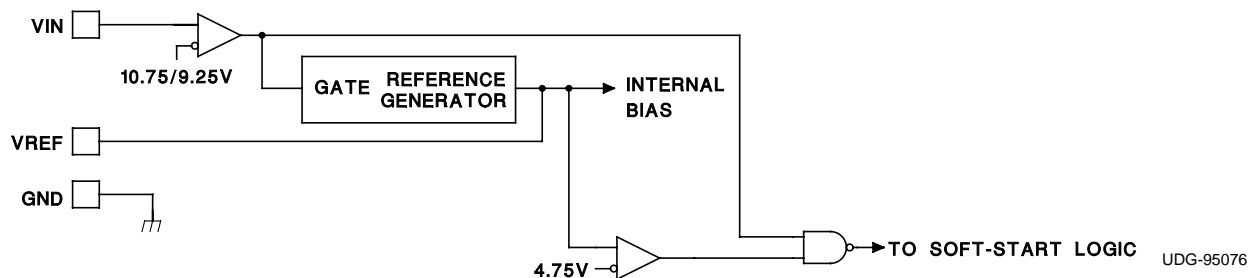 VIN
10.75/9.25V
GATE REFERENCE
GENERATOR
INTERNAL
BIAS
VREF
GND
4.75V
TO SOFT-START LOGIC
UDG-95076